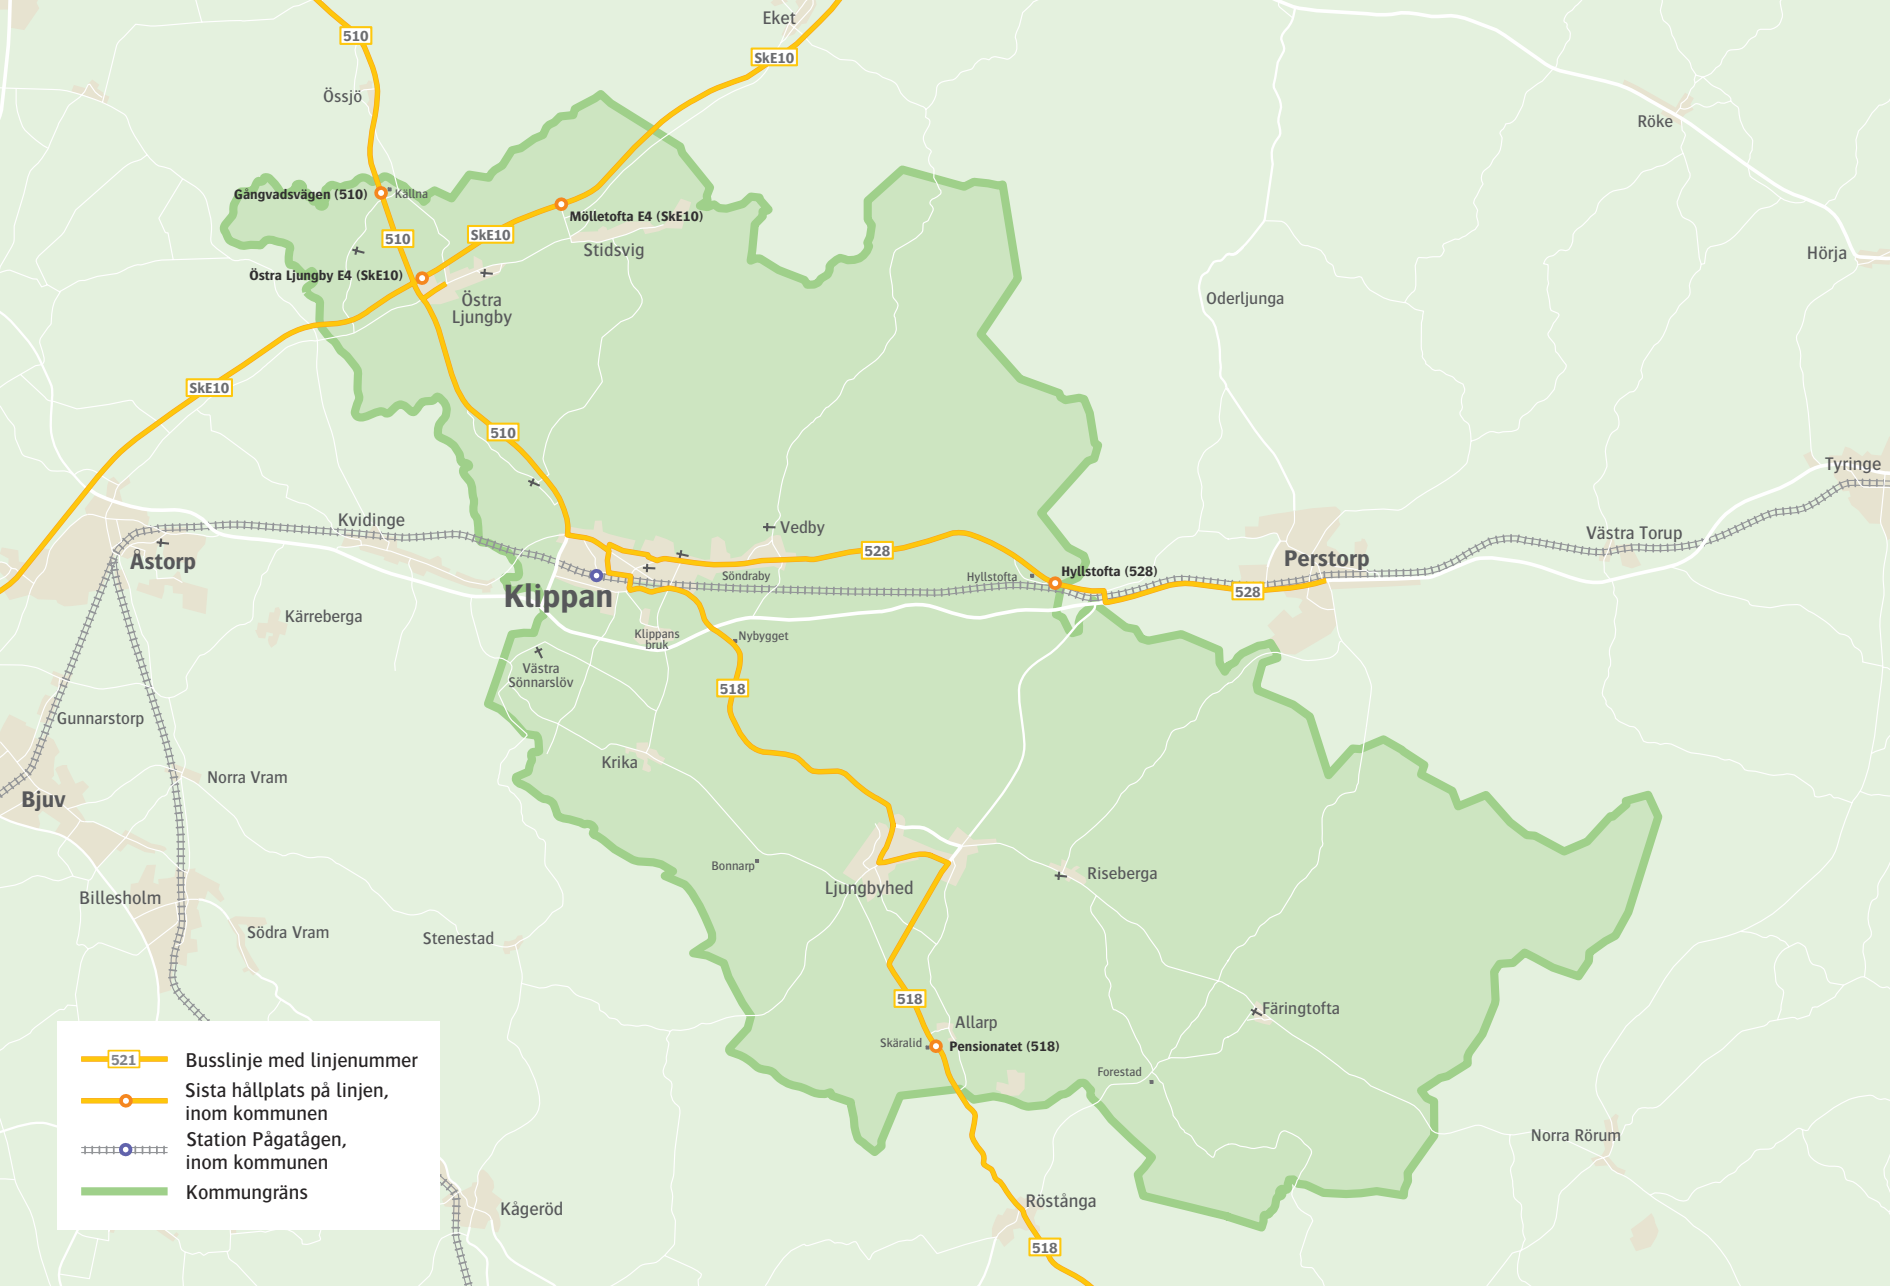 Eket
510
SkE10
Össjö
Röke
Gångvadsvägen (510)
Källna
Mölletofta E4 (SkE10)
510
SkE10
Stidsvig
Hörja
Östra Ljungby E4 (SkE10)
Östra
Ljungby
Oderljunga
SkE10
510
Tyringe
Kvidinge
Vedby
Västra Torup
Åstorp
528
Perstorp
Söndraby
Hyllstofta
Hyllstofta (528)
528
Klippan
Kärreberga
Klippans
bruk
Nybygget
Västra
Sönnarslöv
518
Gunnarstorp
Krika
Norra Vram
Bjuv
Bonnarp
Riseberga
Ljungbyhed
Billesholm
Södra Vram
Stenestad
518
Färingtofta
Allarp
Skäralid
Pensionatet (518)
Forestad
521
Busslinje med linjenummer
Sista hållplats på linjen,
inom kommunen
Station Pågatågen,
inom kommunen
Kommungräns
Norra Rörum
Kågeröd
Röstånga
518